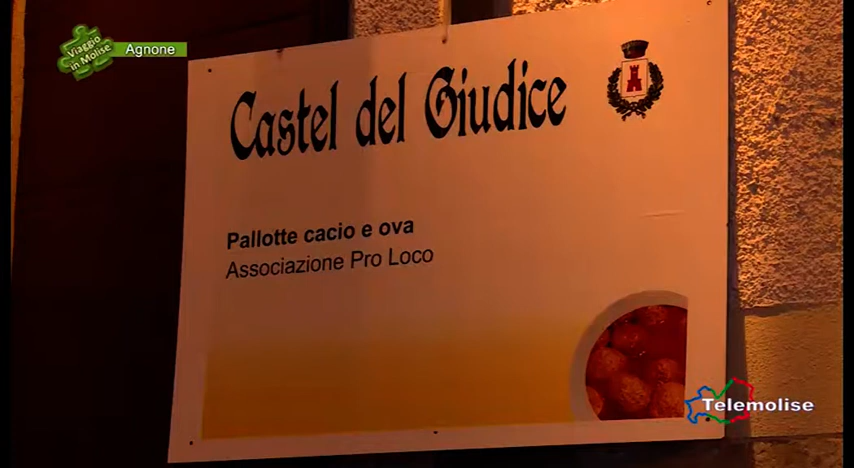 Viaggio
in Molise
Agnone
Castel del Giudice
Pallotte cacio e ova
Associazione Pro Loco
Telemolise